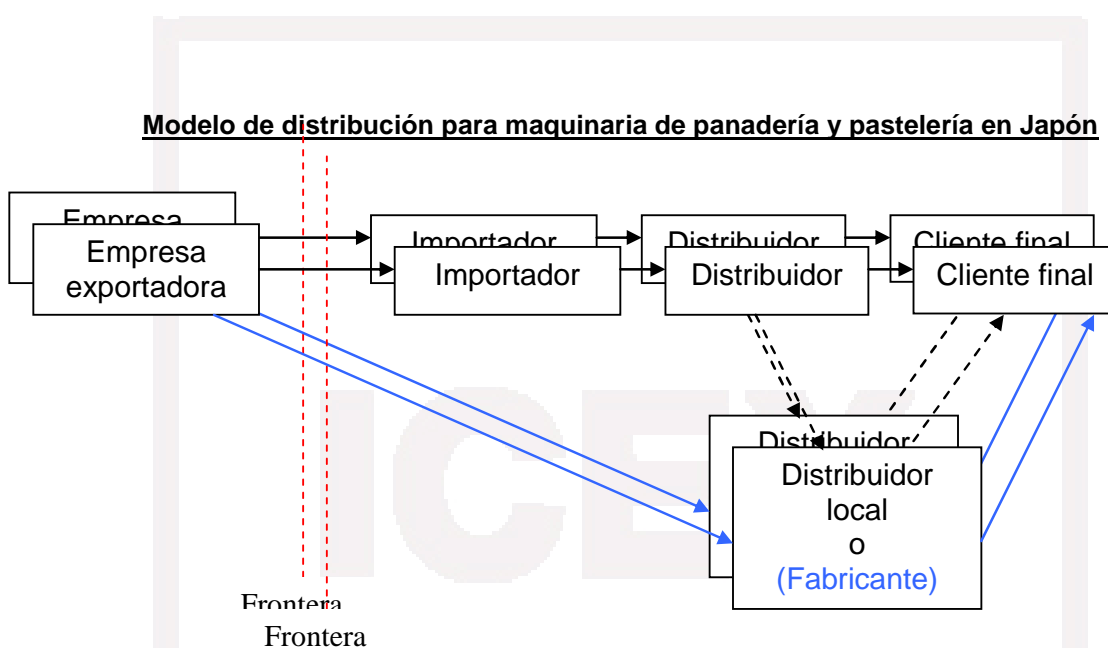 Modelo de distribución para maquinaria de panadería y pastelería en Japón
Empresa
Empresa
exportadora
Importador
Importador
Distribuidor
Distribuidor
Cliente final
Cliente final
Distribuidor
Distribuidor
local
o
(Fabricante)
Frontera
Frontera
ICEX